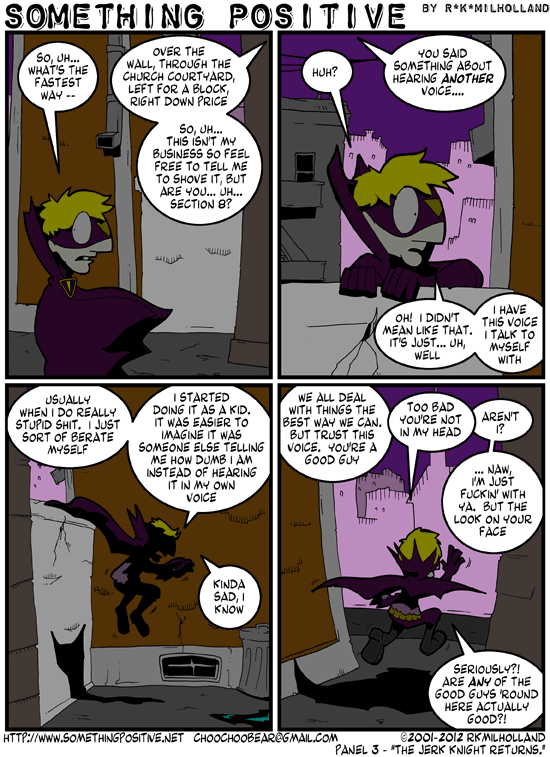 SOMETHING POSITIVE
BY R*K*MILHOLLAND
SO, UH...
WHAT'S THE
FASTEST
WAY --
OVER THE
WALL, THROUGH THE
CHURCH COURTYARD,
LEFT FOR A BLOCK,
RIGHT DOWN PRICE
SO, UH...
THIS ISN'T MY
BUSINESS SO FEEL
FREE TO TELL ME
TO SHOVE IT, BUT
ARE YOU... UH...
SECTION 8?
HUH?
YOU SAID
SOMETHING ABOUT
HEARING ANOTHER
VOICE....
OH! I DIDN'T
MEAN LIKE THAT.
IT'S JUST... UH,
WELL
I HAVE
THIS VOICE
I TALK TO
MYSELF
WITH
USUALLY
WHEN I DO REALLY
STUPID SHIT. I JUST
SORT OF BERATE
MYSELF
I STARTED
DOING IT AS A KID.
IT WAS EASIER TO
IMAGINE IT WAS
SOMEONE ELSE TELLING
ME HOW DUMB I AM
INSTEAD OF HEARING
IT IN MY OWN
VOICE
KINDA
SAD, I
KNOW
WE ALL DEAL
WITH THINGS THE
BEST WAY WE CAN.
BUT TRUST THIS
VOICE. YOU'RE A
GOOD GUY
TOO BAD
YOU'RE NOT
IN MY HEAD
AREN'T
I?
... NAW,
I'M JUST
FUCKIN' WITH
YA. BUT THE
LOOK ON YOUR
FACE
SERIOUSLY?!
ARE ANY OF THE
GOOD GUYS 'ROUND
HERE ACTUALLY
GOOD?!
HTTP://WWW.SOMETHINGPOSITIVE.NET CHOOCHOOBEAR@GMAIL.COM ©2001-2012 RKMILHOLLAND
PANEL 3 - "THE JERK KNIGHT RETURNS."